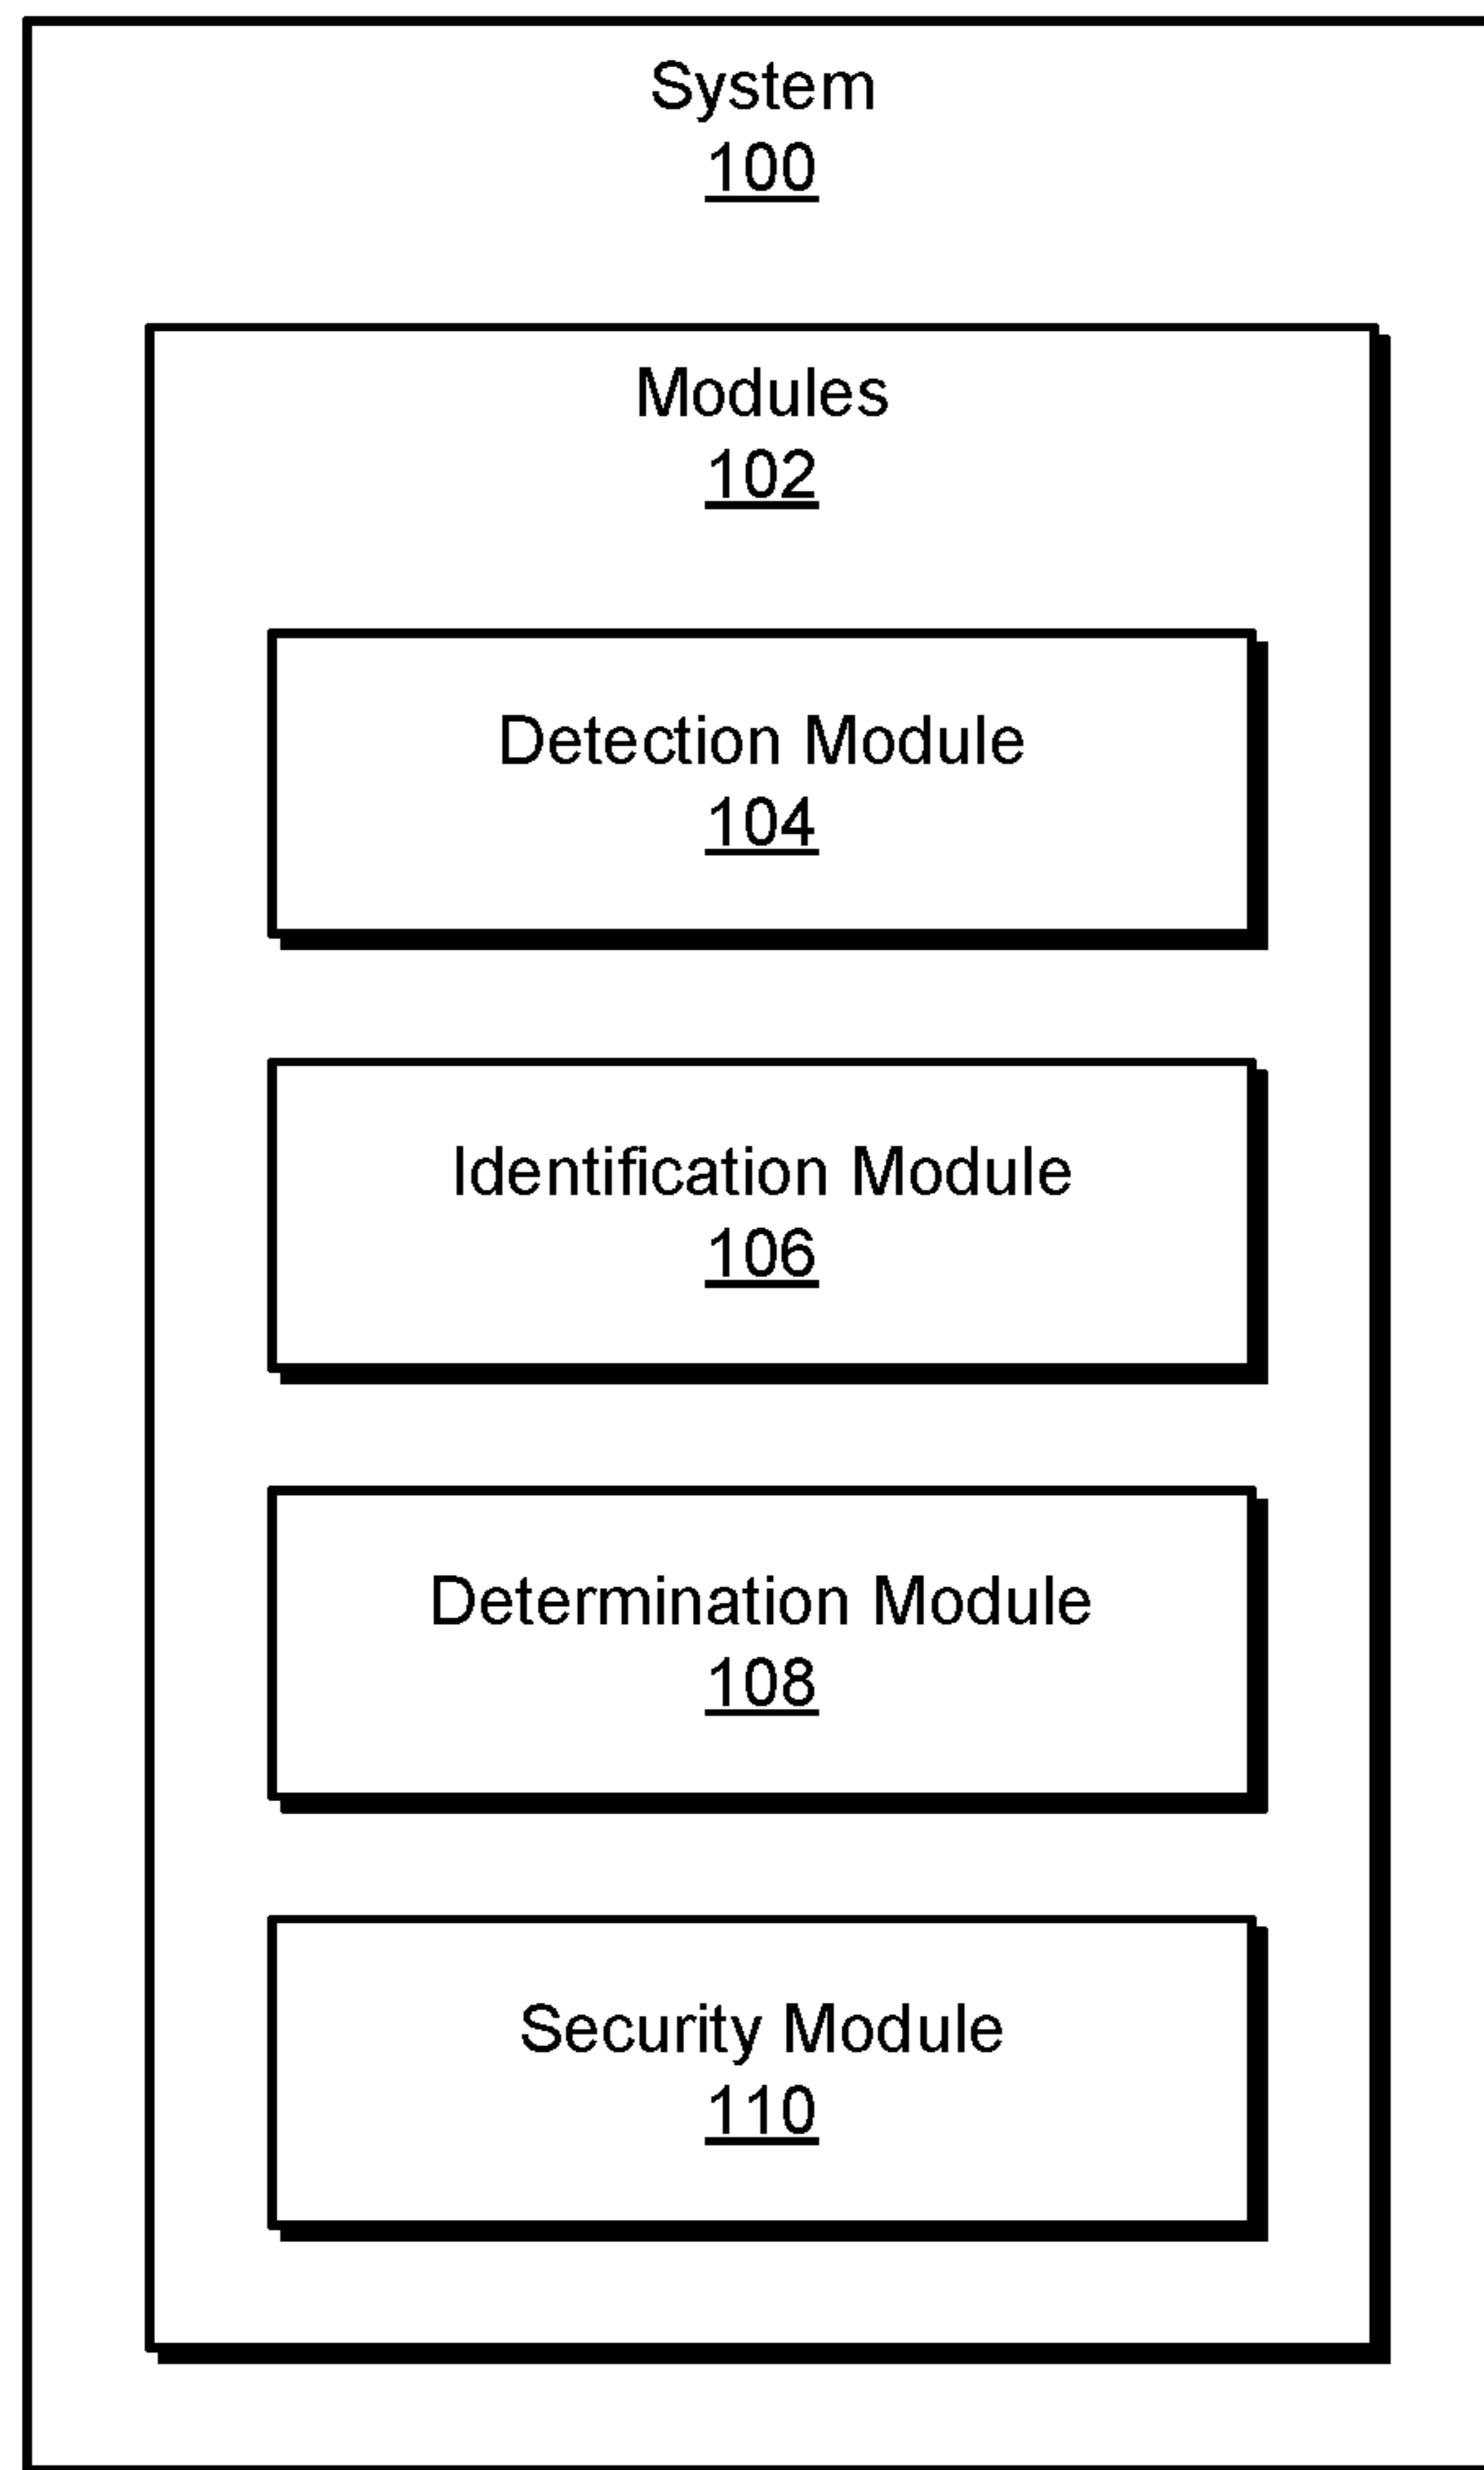 System
100
Modules
102
Detection Module
104
Identification Module
106
Determination Module
108
Security Module
110